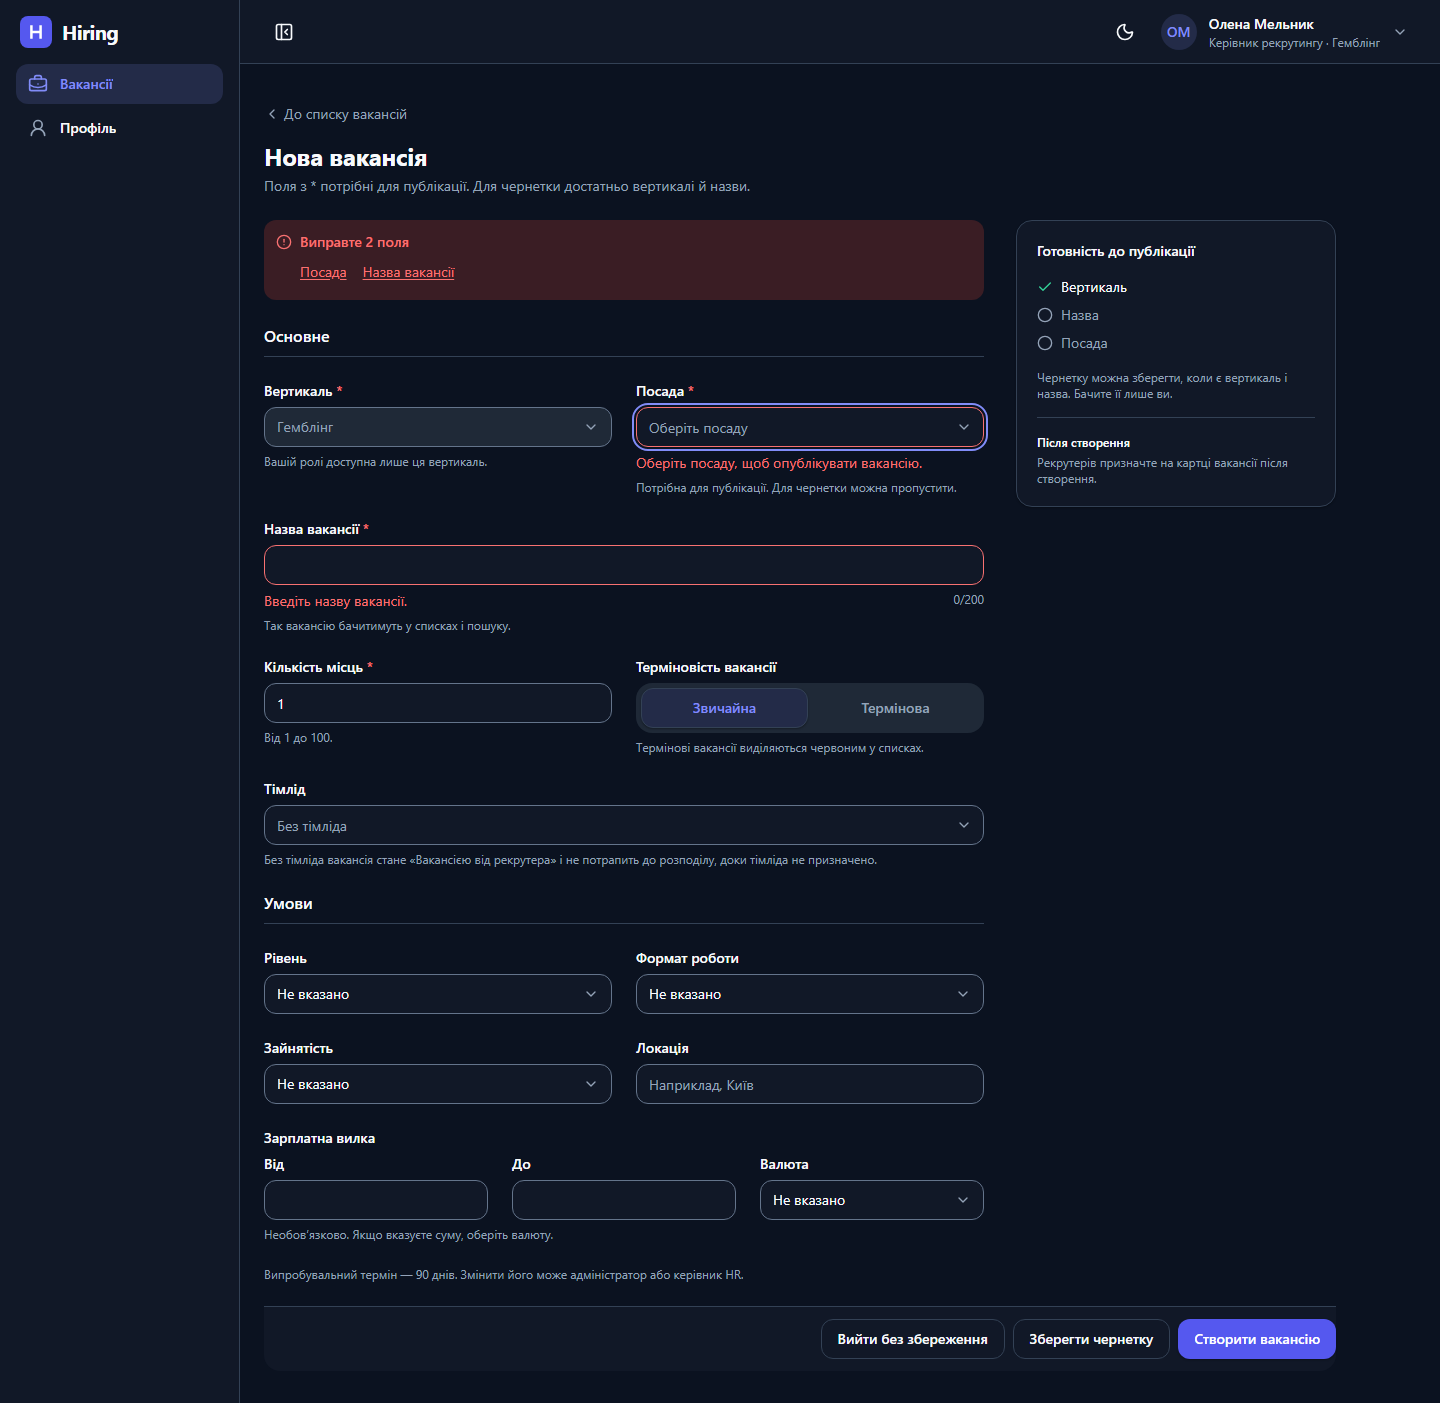 H Hiring
Вакансії
Профіль
ОМ
Олена Мельник
Керівник рекрутингу · Гемблінг
До списку вакансій
Нова вакансія
Поля з * потрібні для публікації. Для чернетки достатньо вертикалі й назви.
Виправте 2 поля
Посада Назва вакансії
Основне
Вертикаль *
Гемблінг
Вашій ролі доступна лише ця вертикаль.
Посада *
Оберіть посаду
Оберіть посаду, щоб опублікувати вакансію.
Потрібна для публікації. Для чернетки можна пропустити.
Назва вакансії *
Введіть назву вакансії.
0/200
Так вакансію бачитимуть у списках і пошуку.
Кількість місць *
1
Від 1 до 100.
Терміновість вакансії
Звичайна Термінова
Термінові вакансії виділяються червоним у списках.
Тімлід
Без тімліда
Без тімліда вакансія стане «Вакансією від рекрутера» і не потрапить до розподілу, доки тімліда не призначено.
Умови
Рівень
Не вказано
Формат роботи
Не вказано
Зайнятість
Не вказано
Локація
Наприклад, Київ
Зарплатна вилка
Від
До
Валюта
Не вказано
Необов'язково. Якщо вказуєте суму, оберіть валюту.
Випробувальний термін — 90 днів. Змінити його може адміністратор або керівник HR.
Вийти без збереження
Зберегти чернетку
Створити вакансію
Готовність до публікації
Вертикаль
Назва
Посада
Чернетку можна зберегти, коли є вертикаль і
назва. Бачите її лише ви.
Після створення
Рекрутерів призначте на картці вакансії після
створення.